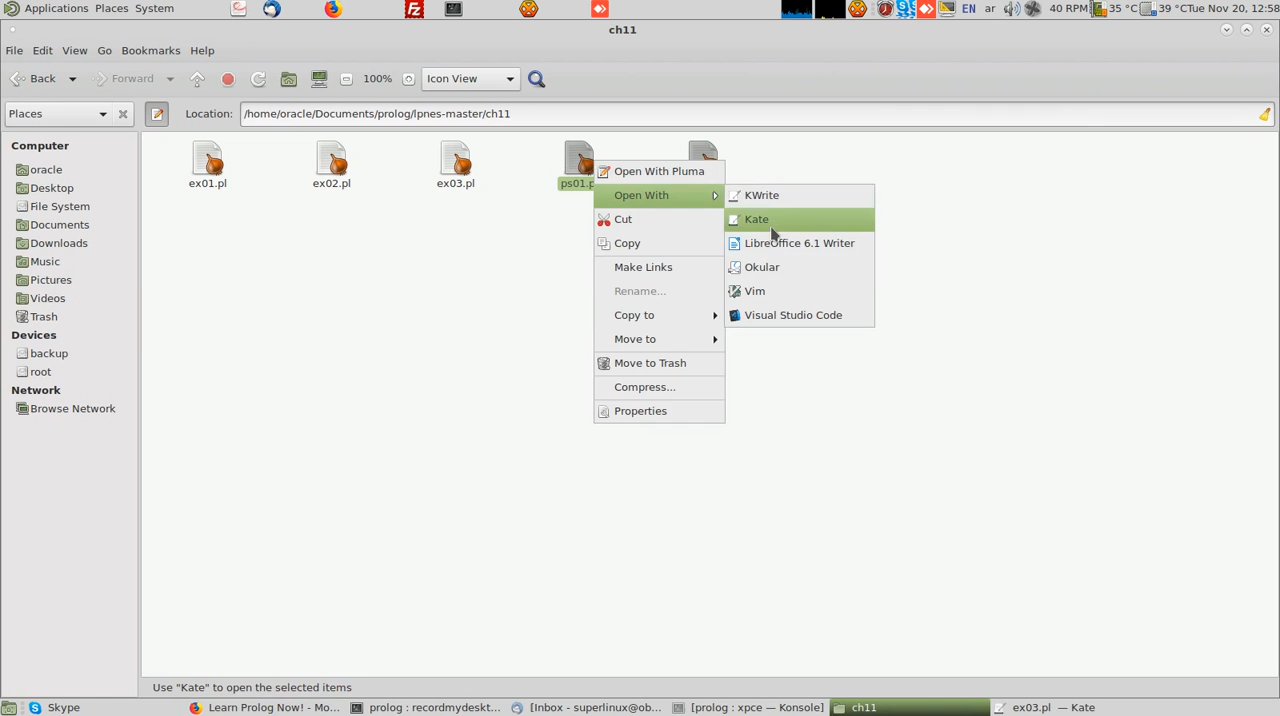 Applications Places System EN ar 40 RPM 35 °C 39 °C Tue Nov 20, 12:58
ch11
File Edit View Go Bookmarks Help
Back Forward 100% Icon View
Places Location: /home/oracle/Documents/prolog/lpnes-master/ch11
Computer
oracle
Desktop
File System
Documents
Downloads
Music
Pictures
Videos
Trash
Devices
backup
root
Network
Browse Network
ex01.pl ex02.pl ex03.pl ps01.p
Open With Pluma
Open With
Cut
Copy
Make Links
Rename...
Copy to
Move to
Move to Trash
Compress...
Properties
KWrite
Kate
LibreOffice 6.1 Writer
Okular
Vim
Visual Studio Code
Use "Kate" to open the selected items
Skype Learn Prolog Now! - Mo... prolog : recordmydeskt... [Inbox - superlinux@ob... [prolog : xpce — Konsole] ch11 ex03.pl — Kate